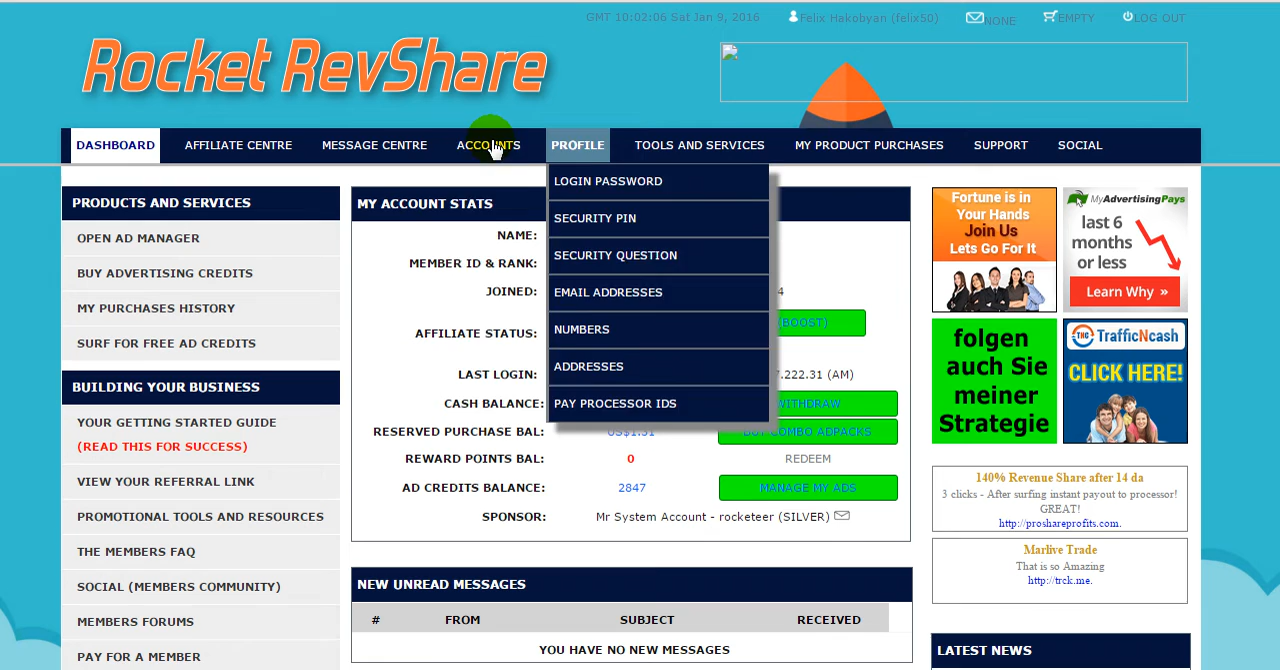 GMT 10:02:06 Sat Jan 9, 2016
Felix Hakobyan (felix50)
NONE
EMPTY
LOG OUT
Rocket RevShare
DASHBOARD
AFFILIATE CENTRE
MESSAGE CENTRE
ACCOUNTS
PROFILE
TOOLS AND SERVICES
MY PRODUCT PURCHASES
SUPPORT
SOCIAL
LOGIN PASSWORD
SECURITY PIN
SECURITY QUESTION
EMAIL ADDRESSES
NUMBERS
ADDRESSES
PAY PROCESSOR IDS
PRODUCTS AND SERVICES
OPEN AD MANAGER
BUY ADVERTISING CREDITS
MY PURCHASES HISTORY
SURF FOR FREE AD CREDITS
BUILDING YOUR BUSINESS
YOUR GETTING STARTED GUIDE
(READ THIS FOR SUCCESS)
VIEW YOUR REFERRAL LINK
PROMOTIONAL TOOLS AND RESOURCES
THE MEMBERS FAQ
SOCIAL (MEMBERS COMMUNITY)
MEMBERS FORUMS
PAY FOR A MEMBER
MY ACCOUNT STATS
NAME:
MEMBER ID & RANK:
JOINED: 4
AFFILIATE STATUS: (BOOST)
LAST LOGIN: 7.222.31 (AM)
CASH BALANCE: WITHDRAW
RESERVED PURCHASE BAL: US$1.31 BUY COMBO ADPACKS
REWARD POINTS BAL: 0 REDEEM
AD CREDITS BALANCE: 2847 MANAGE MY ADS
SPONSOR: Mr System Account - rocketeer (SILVER)
NEW UNREAD MESSAGES
# FROM SUBJECT RECEIVED
YOU HAVE NO NEW MESSAGES
Fortune is in
Your Hands
Join Us
Lets Go For It
MyAdvertisingPays
last 6
months
or less
Learn Why »
folgen
auch Sie
meiner
Strategie
THC TrafficNcash
CLICK HERE!
140% Revenue Share after 14 da
3 clicks - After surfing instant payout to processor!
GREAT!
http://proshareprofits.com.
Marlive Trade
That is so Amazing
http://trck.me.
LATEST NEWS